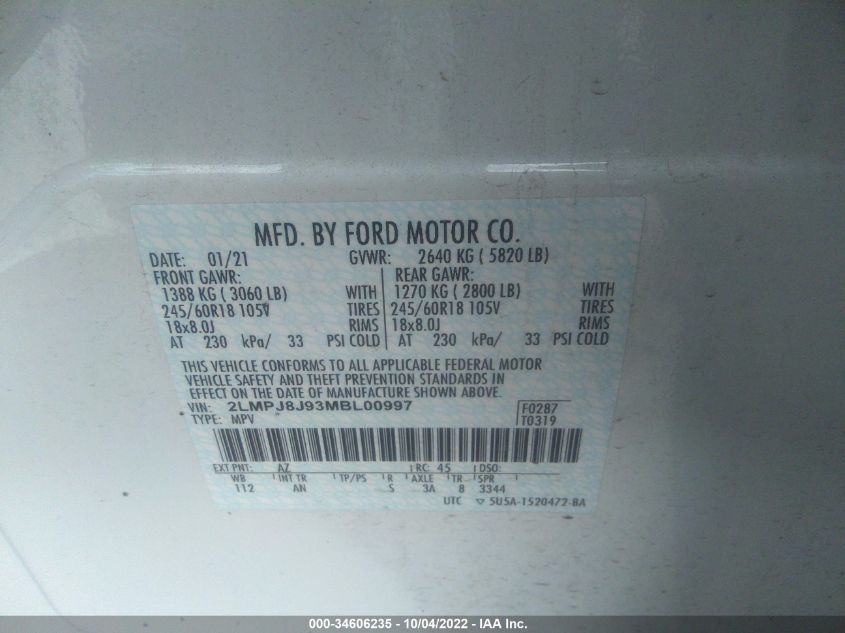 MFD. BY FORD MOTOR CO.
DATE: 01/21 GVWR: 2640 KG ( 5820 LB)
FRONT GAWR: REAR GAWR:
1388 KG ( 3060 LB) WITH 1270 KG ( 2800 LB) WITH
245/60R18 105V TIRES 245/60R18 105V TIRES
18x8.0J RIMS 18x8.0J RIMS
AT 230 kPa/ 33 PSI COLD AT 230 kPa/ 33 PSI COLD
THIS VEHICLE CONFORMS TO ALL APPLICABLE FEDERAL MOTOR
VEHICLE SAFETY AND THEFT PREVENTION STANDARDS IN
EFFECT ON THE DATE OF MANUFACTURE SHOWN ABOVE.
VIN: 2LMPJ8J93MBL00997 F0287
TYPE: MPV T0319
EXT PNT: AZ RC: 45 DSO:
WB INT TR TP/PS R AXLE TR SPR
112 AN S 3A 8 3344
UTC ▽ 5U5A-1520472-BA
000-34606235 - 10/04/2022 - IAA Inc.